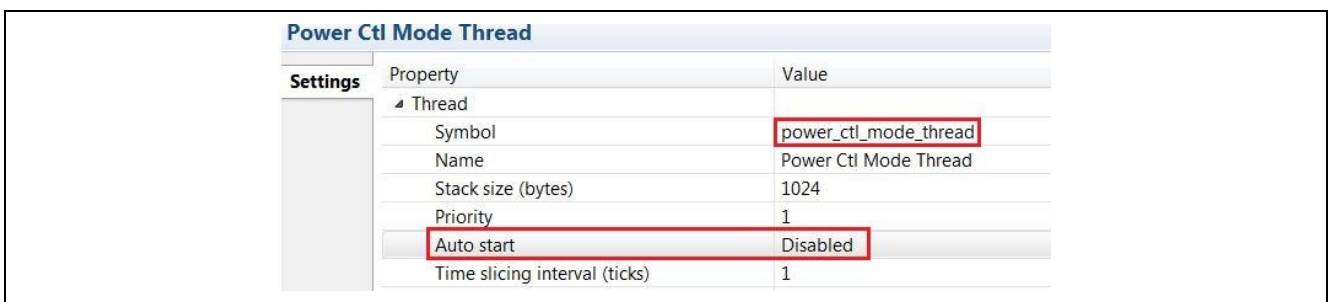 Power Ctl Mode Thread
Settings Property Value
Thread
Symbol power_ctl_mode_thread
Name Power Ctl Mode Thread
Stack size (bytes) 1024
Priority 1
Auto start Disabled
Time slicing interval (ticks) 1